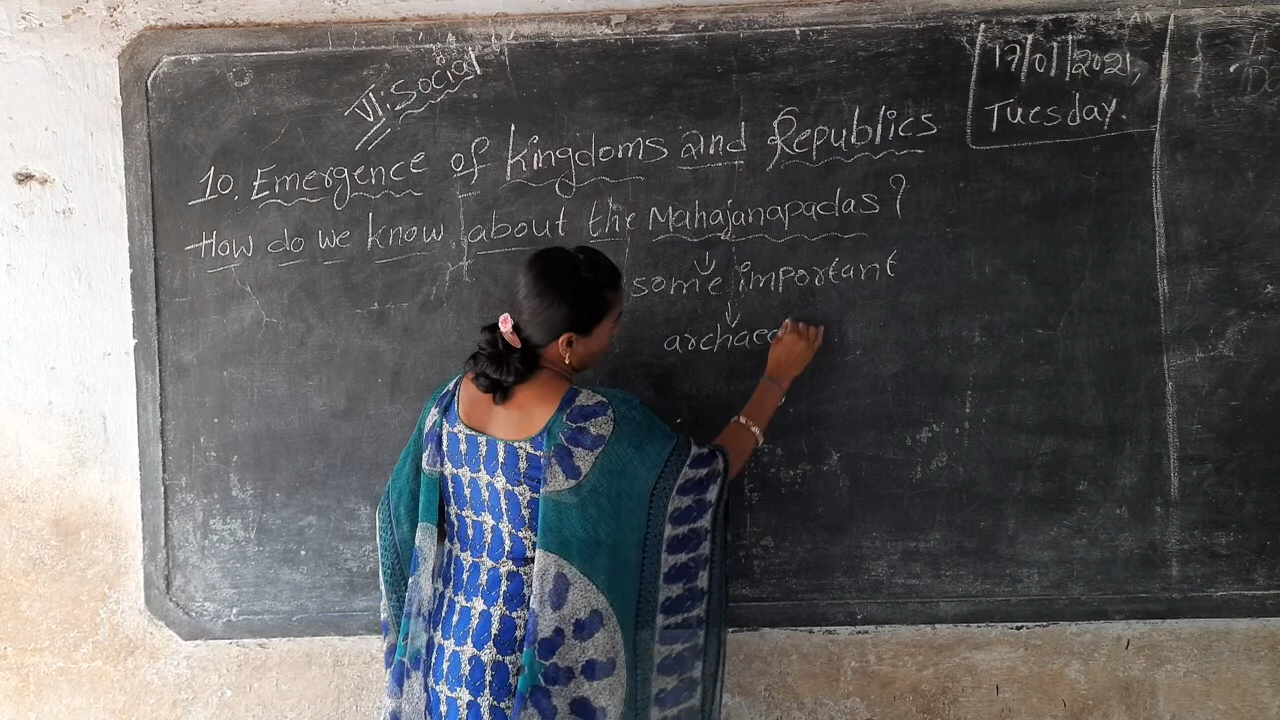 VI: Social
17/01/2021,
Tuesday.
10. Emergence of Kingdoms and Republics
How do we know about the Mahajanapadas?
↓
some important
↓
archaeo